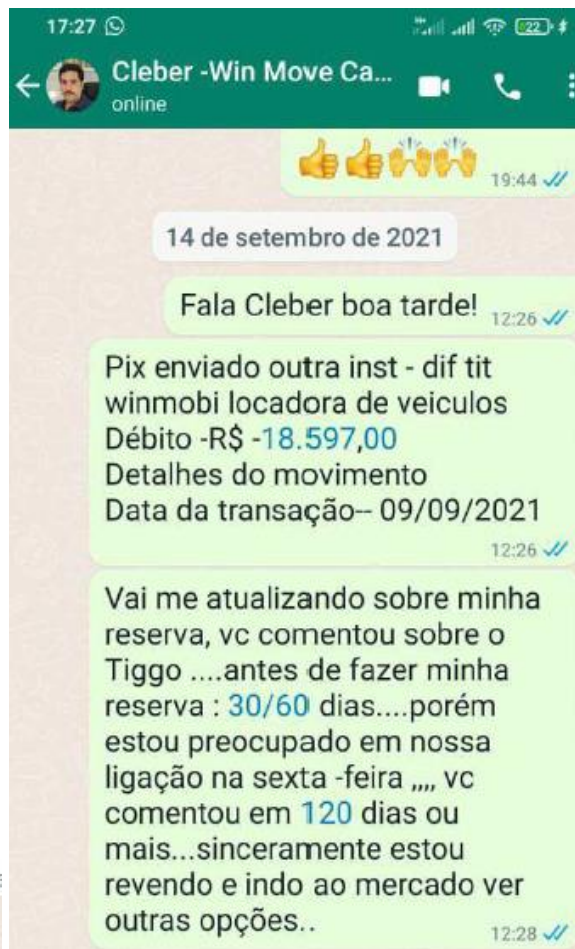 17:27
22
Cleber -Win Move Ca...
online
19:44
14 de setembro de 2021
Fala Cleber boa tarde!
12:26
Pix enviado outra inst - dif tit
winmobi locadora de veiculos
Débito -R$ -18.597,00
Detalhes do movimento
Data da transação-- 09/09/2021
12:26
Vai me atualizando sobre minha
reserva, vc comentou sobre o
Tiggo ....antes de fazer minha
reserva : 30/60 dias....porém
estou preocupado em nossa
ligação na sexta -feira ,,,, vc
comentou em 120 dias ou
mais...sinceramente estou
revendo e indo ao mercado ver
outras opções..
12:28